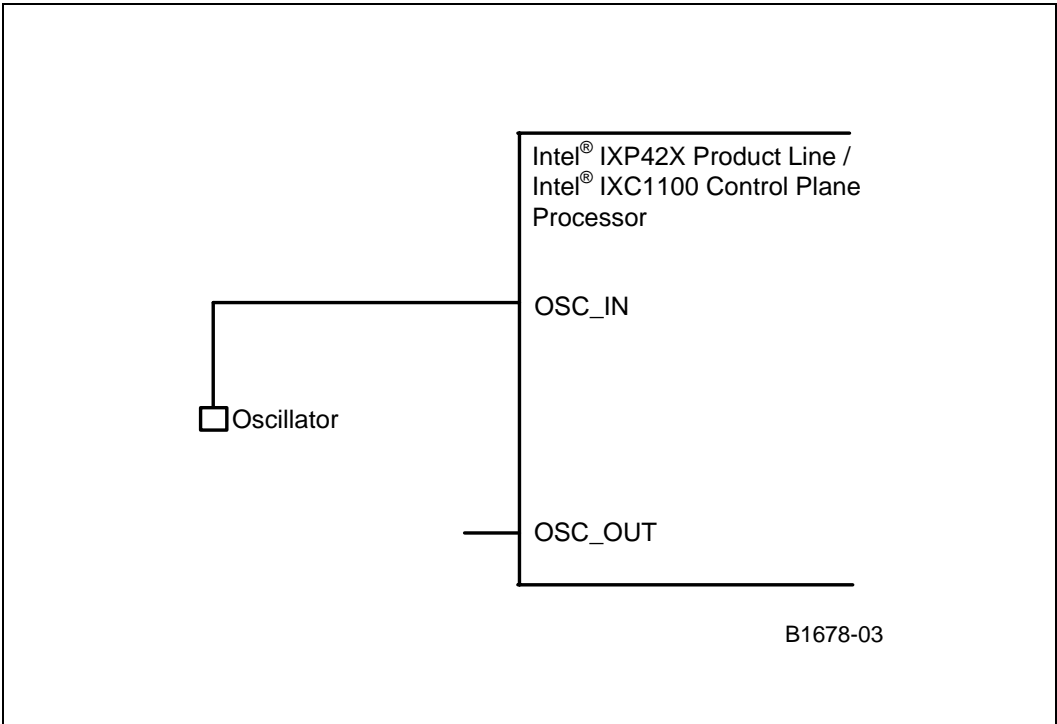 Intel® IXP42X Product Line /
Intel® IXC1100 Control Plane
Processor
OSC_IN
Oscillator
OSC_OUT
B1678-03